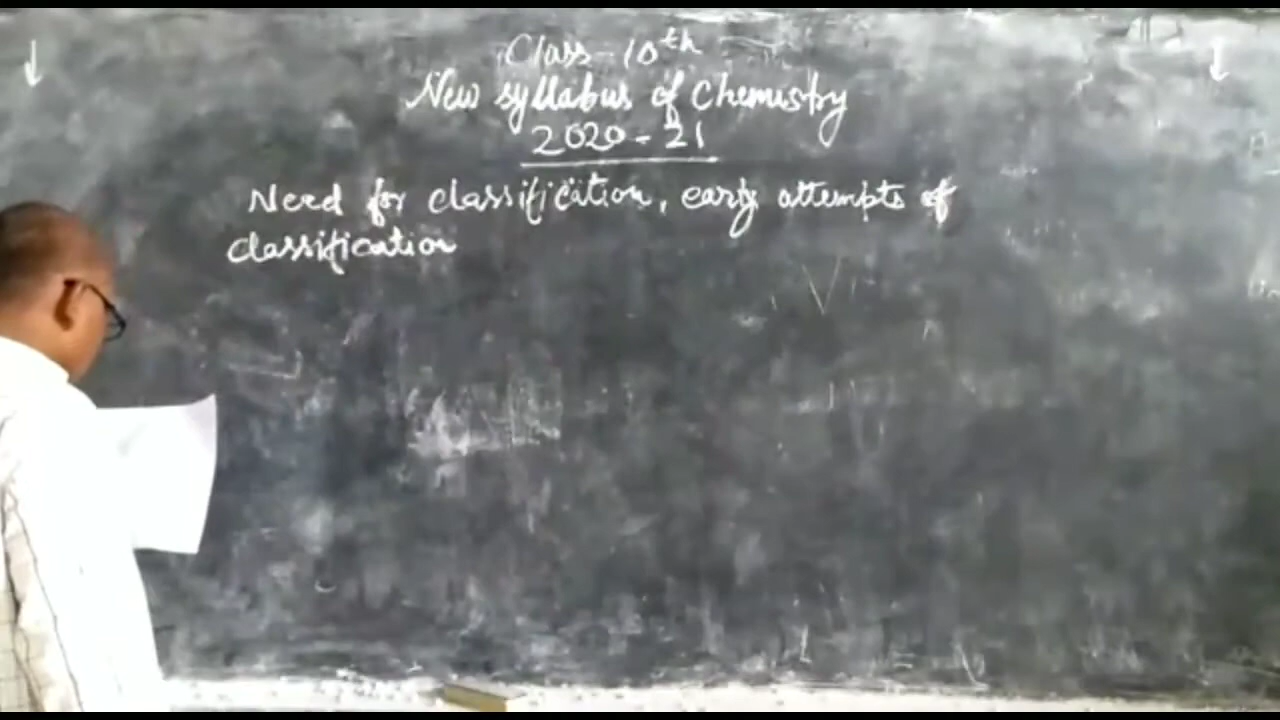 Class-10th
New syllabus of Chemistry
2020-21
Need for classification, early attempts of
classification